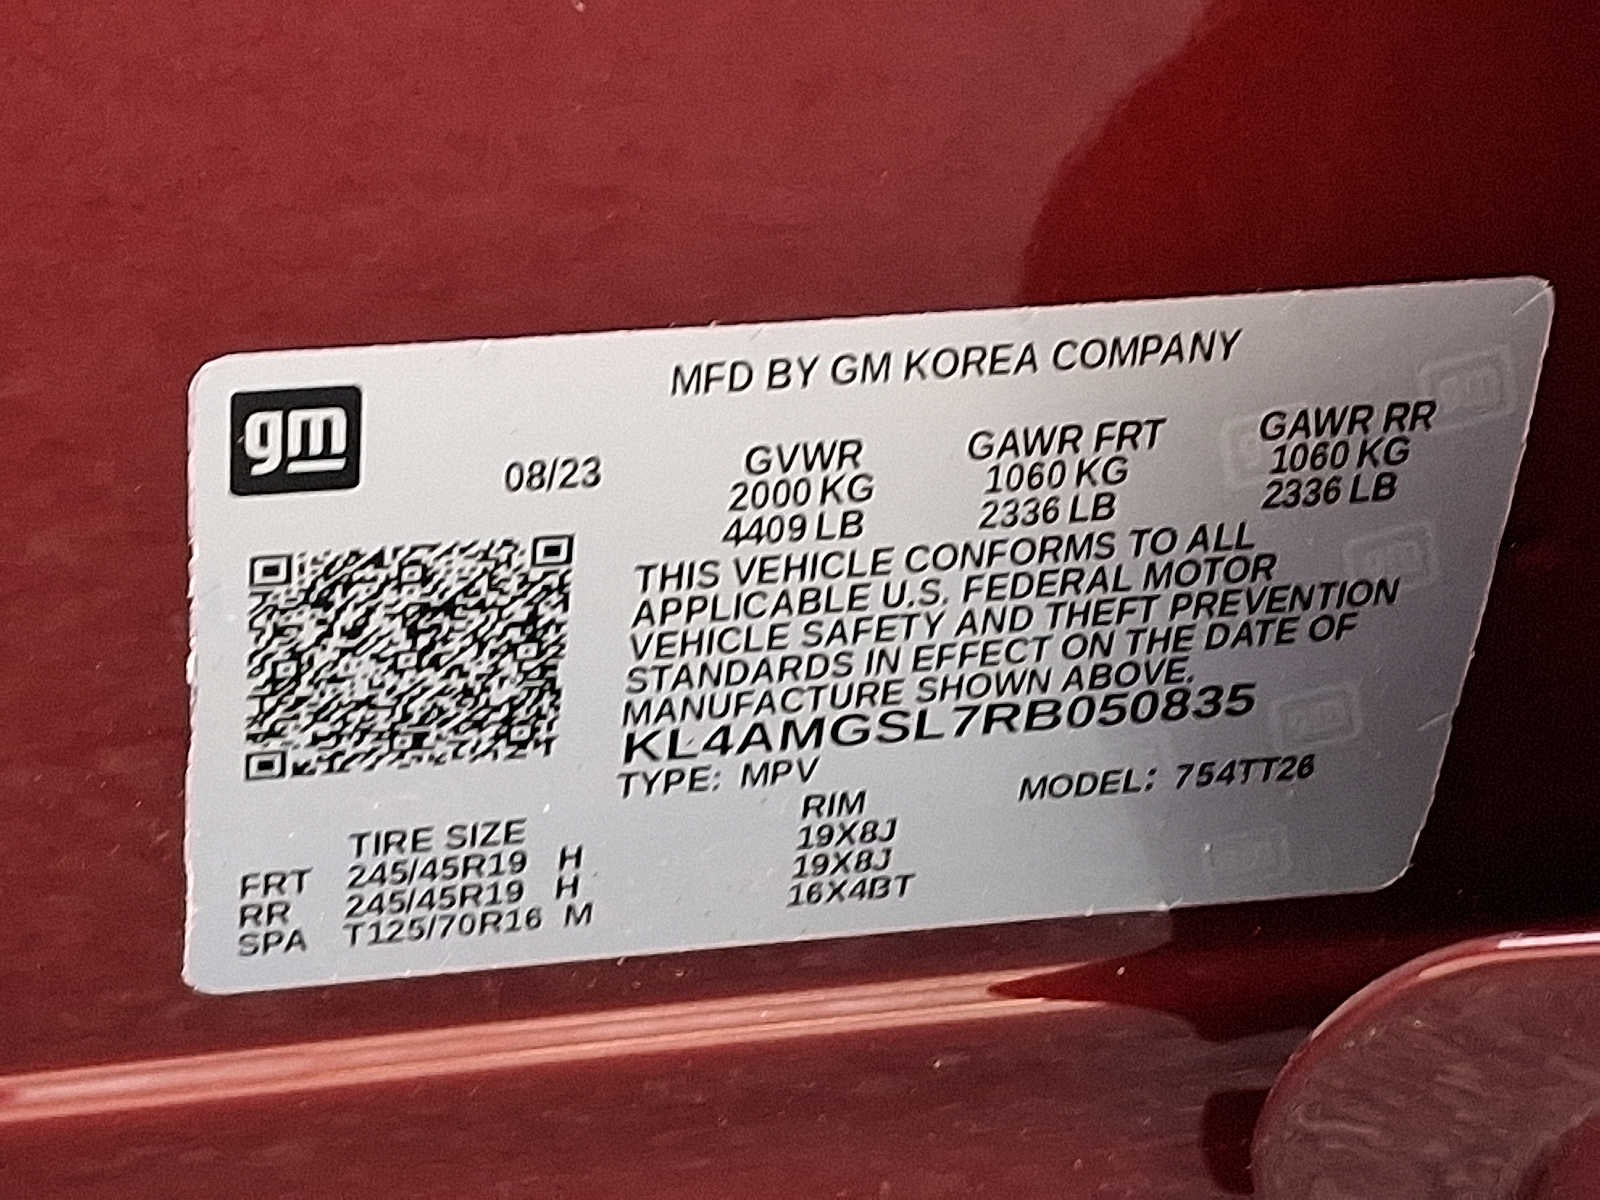 MFD BY GM KOREA COMPANY
gm
08/23
GVWR GAWR FRT GAWR RR
2000 KG 1060 KG 1060 KG
4409 LB 2336 LB 2336 LB
THIS VEHICLE CONFORMS TO ALL
APPLICABLE U.S. FEDERAL MOTOR
VEHICLE SAFETY AND THEFT PREVENTION
STANDARDS IN EFFECT ON THE DATE OF
MANUFACTURE SHOWN ABOVE.
KL4AMGSL7RB050835
TYPE: MPV MODEL: 754TT26
TIRE SIZE RIM
FRT 245/45R19 H 19X8J
RR 245/45R19 H 19X8J
SPA T125/70R16 M 16X4BT